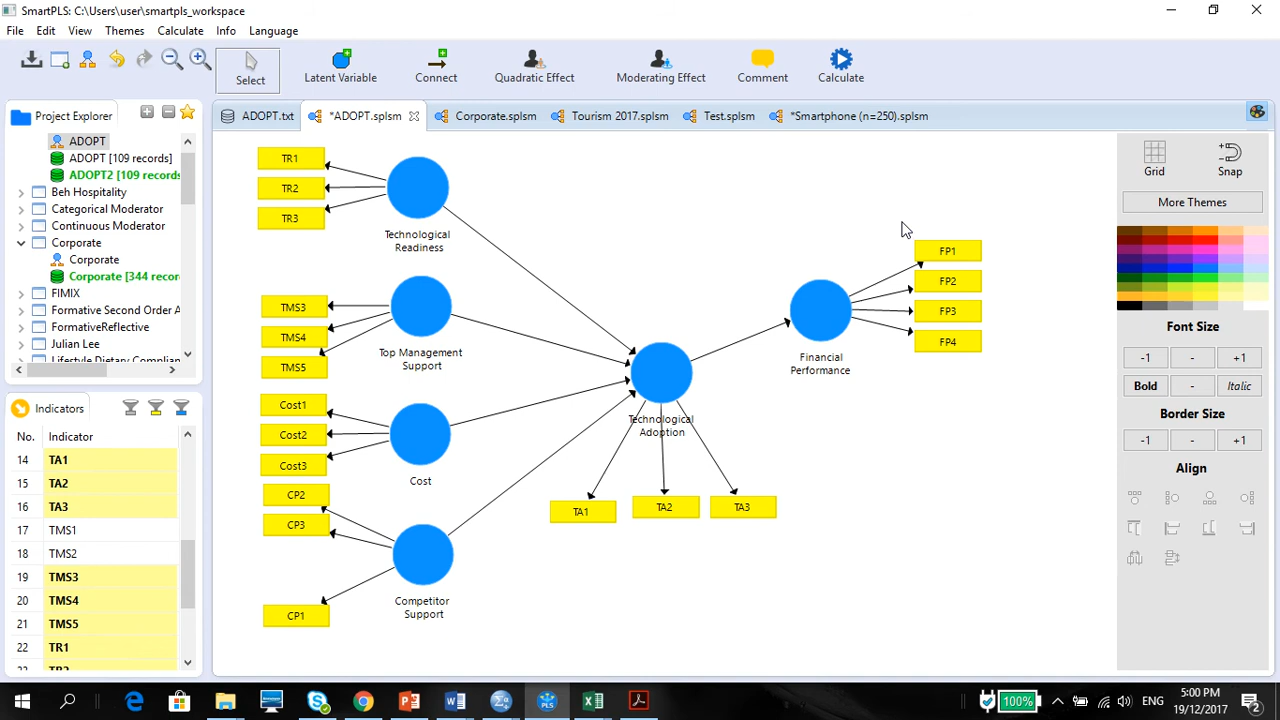 SmartPLS: C:\Users\user\smartpls_workspace
File Edit View Themes Calculate Info Language
Select
Latent Variable
Connect
Quadratic Effect
Moderating Effect
Comment
Calculate
Project Explorer
ADOPT
ADOPT [109 records]
ADOPT2 [109 records
Beh Hospitality
Categorical Moderator
Continuous Moderator
Corporate
Corporate
Corporate [344 recor
FIMIX
Formative Second Order A
FormativeReflective
Julian Lee
Lifestyle Dietary Complian
Indicators
No. Indicator
14 TA1
15 TA2
16 TA3
17 TMS1
18 TMS2
19 TMS3
20 TMS4
21 TMS5
22 TR1
23 TR2
ADOPT.txt
*ADOPT.splsm
Corporate.splsm
Tourism 2017.splsm
Test.splsm
*Smartphone (n=250).splsm
TR1
TR2
TR3
Technological
Readiness
TMS3
TMS4
TMS5
Top Management
Support
Cost1
Cost2
Cost3
Cost
CP2
CP3
CP1
Competitor
Support
Technological
Adoption
TA1
TA2
TA3
Financial
Performance
FP1
FP2
FP3
FP4
Grid
Snap
More Themes
Font Size
-1 - +1
Bold - Italic
Border Size
-1 - +1
Align
PLS
100%
ENG
5:00 PM
19/12/2017
2